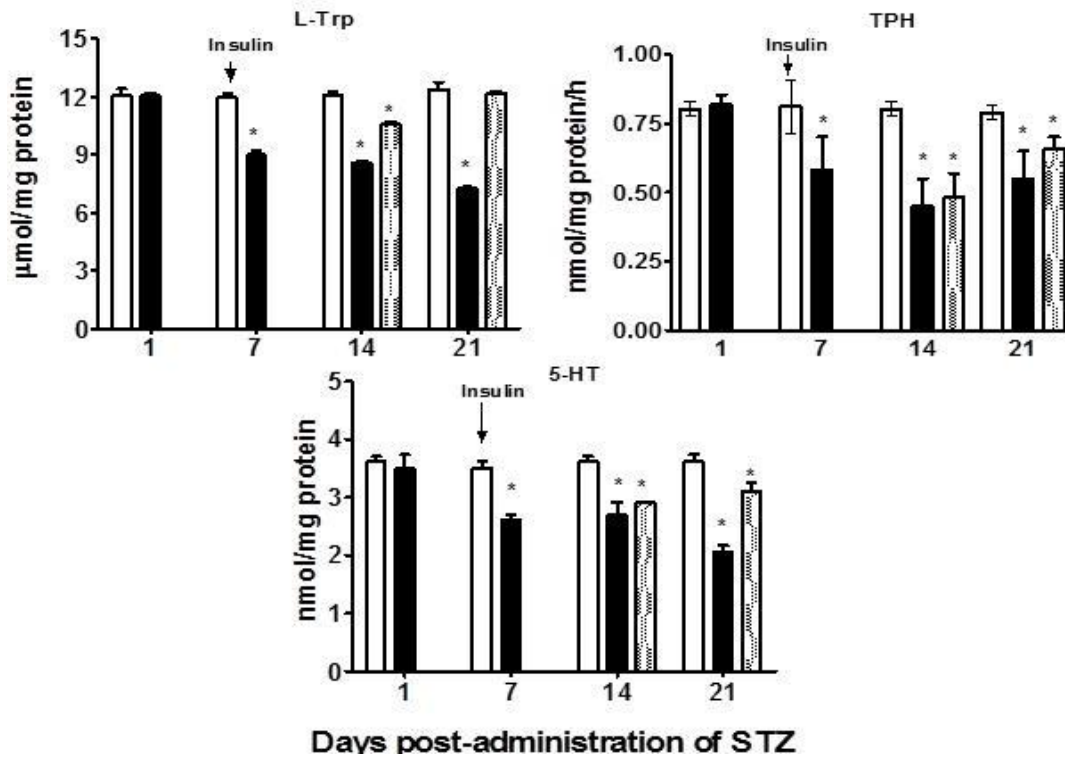 L-Trp
15
12
9
6
3
0
µmol/mg protein
Insulin
*
*
*
*
1 7 14 21
TPH
1.00
0.75
0.50
0.25
0.00
nmol/mg protein/h
Insulin
*
*
*
*
*
1 7 14 21
5-HT
5
4
3
2
1
0
nmol/mg protein
Insulin
*
*
*
*
*
1 7 14 21
Days post-administration of STZ